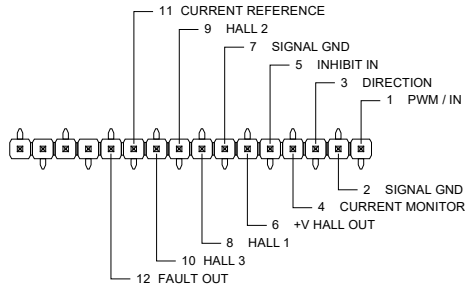 11 CURRENT REFERENCE
9 HALL 2
7 SIGNAL GND
5 INHIBIT IN
3 DIRECTION
1 PWM / IN
2 SIGNAL GND
4 CURRENT MONITOR
6 +V HALL OUT
8 HALL 1
10 HALL 3
12 FAULT OUT